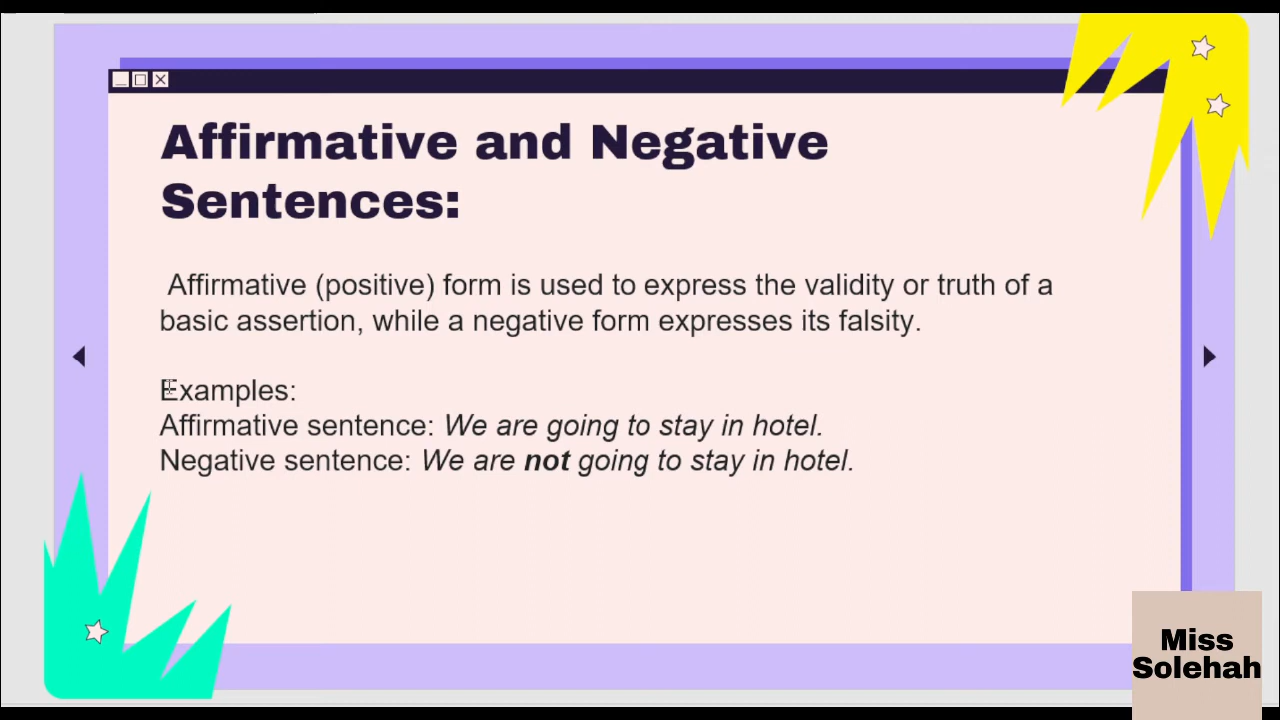 Affirmative and Negative
Sentences:
Affirmative (positive) form is used to express the validity or truth of a
basic assertion, while a negative form expresses its falsity.
Examples:
Affirmative sentence: We are going to stay in hotel.
Negative sentence: We are not going to stay in hotel.
Miss
Solehah